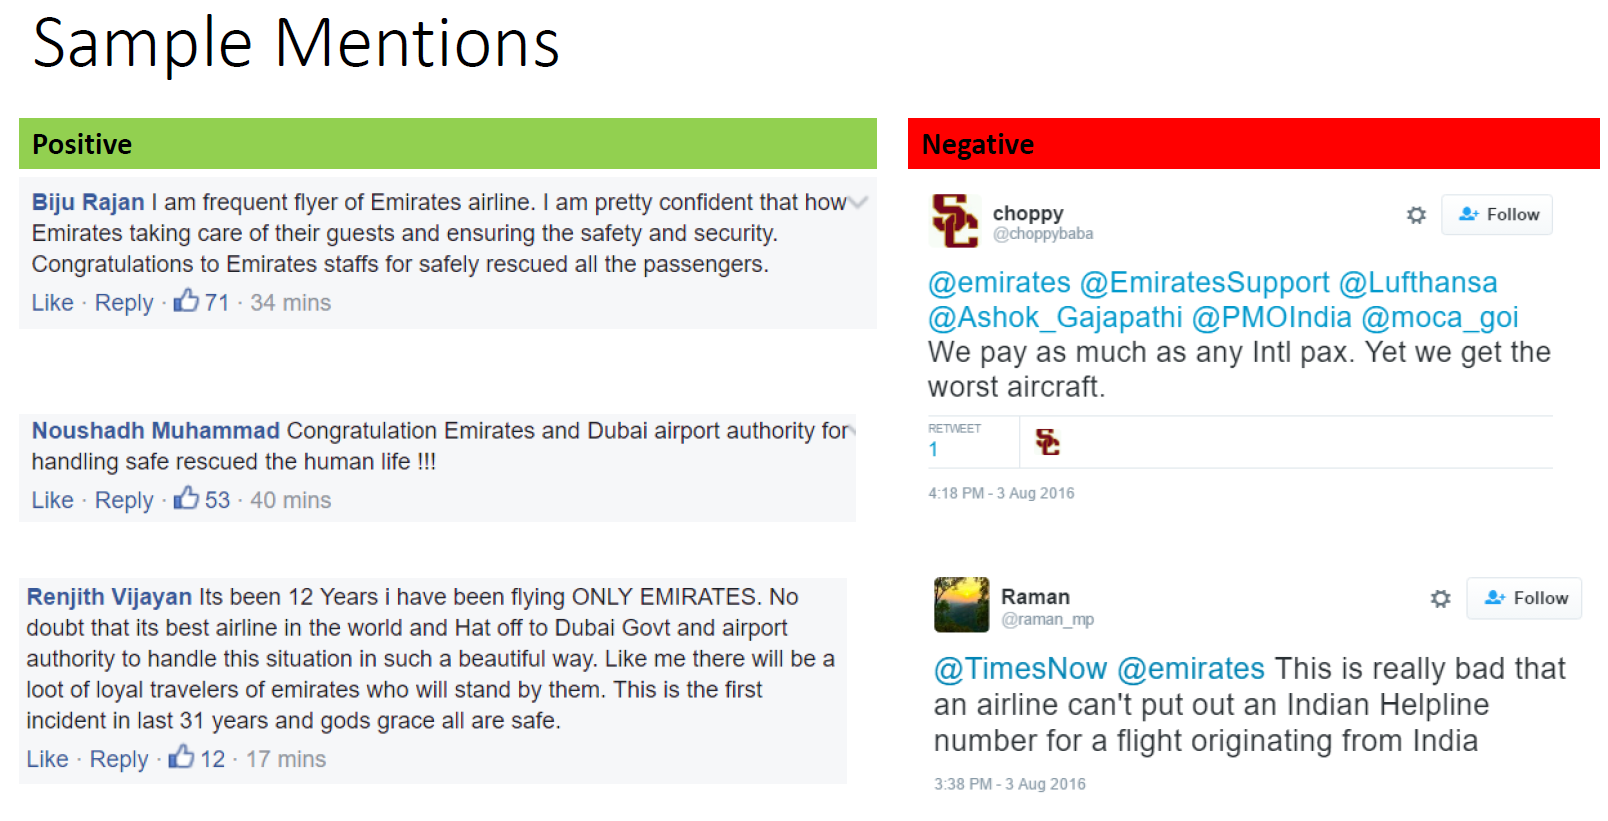 Sample Mentions
Positive
Biju Rajan I am frequent flyer of Emirates airline. I am pretty confident that how
Emirates taking care of their guests and ensuring the safety and security.
Congratulations to Emirates staffs for safely rescued all the passengers.
Like · Reply · 71 · 34 mins
Noushadh Muhammad Congratulation Emirates and Dubai airport authority for
handling safe rescued the human life !!!
Like · Reply · 53 · 40 mins
Renjith Vijayan Its been 12 Years i have been flying ONLY EMIRATES. No
doubt that its best airline in the world and Hat off to Dubai Govt and airport
authority to handle this situation in such a beautiful way. Like me there will be a
loot of loyal travelers of emirates who will stand by them. This is the first
incident in last 31 years and gods grace all are safe.
Like · Reply · 12 · 17 mins
Negative
SC
choppy
@choppybaba
Follow
@emirates @EmiratesSupport @Lufthansa
@Ashok_Gajapathi @PMOIndia @moca_goi
We pay as much as any Intl pax. Yet we get the
worst aircraft.
RETWEET
1
SC
4:18 PM - 3 Aug 2016
Raman
@raman_mp
Follow
@TimesNow @emirates This is really bad that
an airline can't put out an Indian Helpline
number for a flight originating from India
3:38 PM - 3 Aug 2016